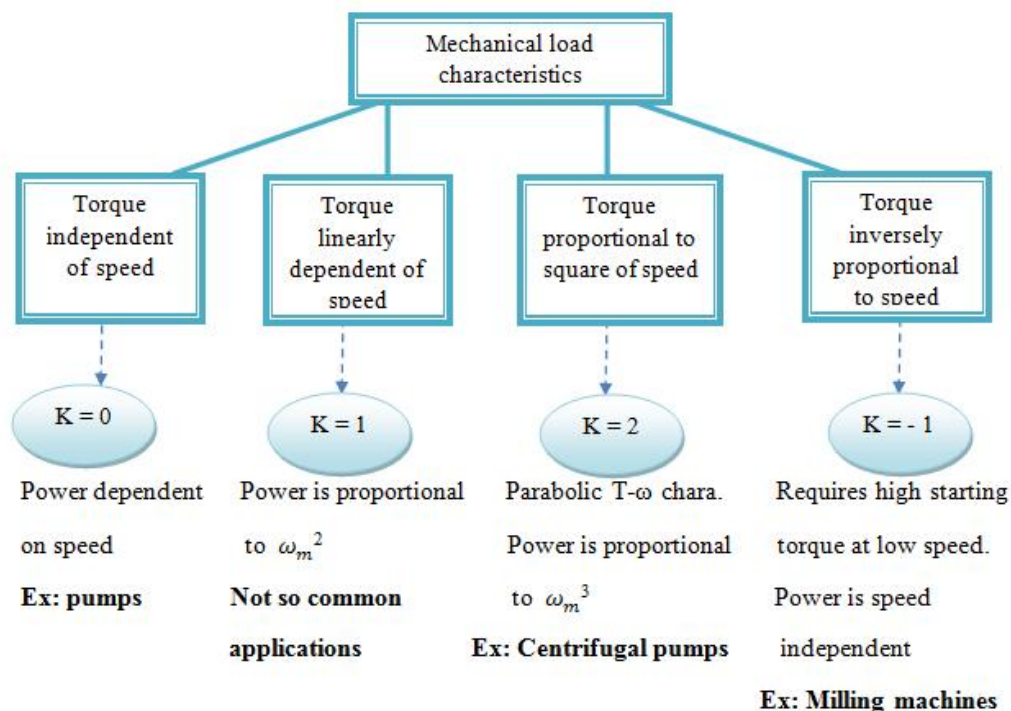 Mechanical load
characteristics
Torque
independent
of speed
Torque
linearly
dependent of
speed
Torque
proportional to
square of speed
Torque
inversely
proportional
to speed
K = 0
K = 1
K = 2
K = - 1
Power dependent
on speed
Ex: pumps
Power is proportional
to ωm²
Not so common
applications
Parabolic T-ω chara.
Power is proportional
to ωm³
Ex: Centrifugal pumps
Requires high starting
torque at low speed.
Power is speed
independent
Ex: Milling machines